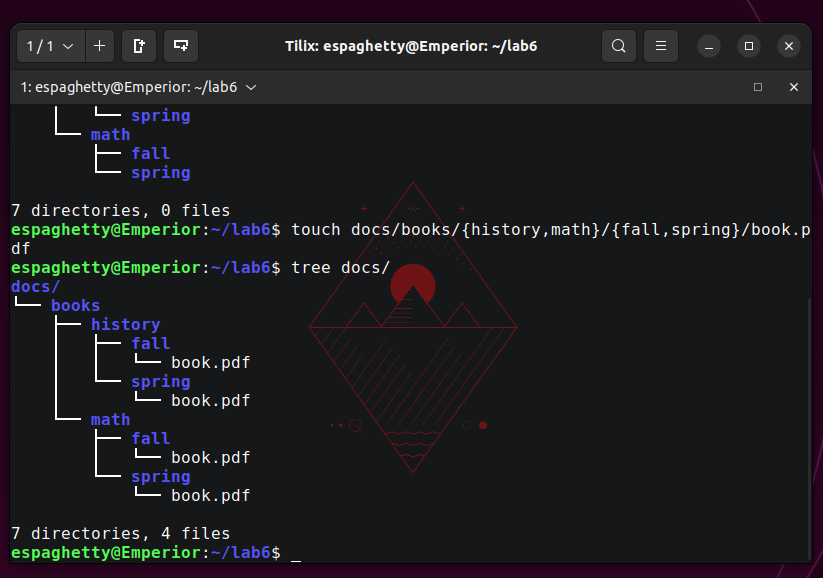 1 / 1
Tilix: espaghetty@Emperior: ~/lab6
1: espaghetty@Emperior: ~/lab6
│   └── spring
└── math
    ├── fall
    └── spring
7 directories, 0 files
espaghetty@Emperior:~/lab6$ touch docs/books/{history,math}/{fall,spring}/book.p
df
espaghetty@Emperior:~/lab6$ tree docs/
docs/
└── books
    ├── history
    │   ├── fall
    │   │   └── book.pdf
    │   └── spring
    │       └── book.pdf
    └── math
        ├── fall
        │   └── book.pdf
        └── spring
            └── book.pdf
7 directories, 4 files
espaghetty@Emperior:~/lab6$ _